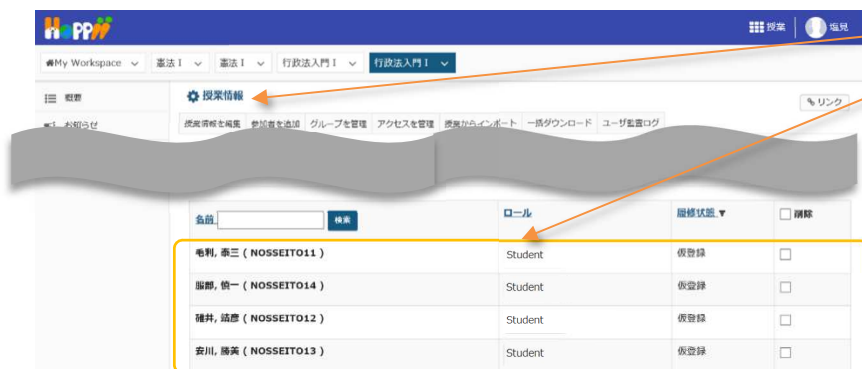 HoPPii 授業 塩見
My Workspace 憲法Ⅰ 憲法Ⅰ 行政法入門Ⅰ 行政法入門Ⅰ
概要 授業情報 リンク
お知らせ 授業情報を編集 参加者を追加 グループを管理 アクセスを管理 授業からインポート 一括ダウンロード ユーザ監査ログ
名前 検索 ロール 履修状態▼ 削除
毛利, 泰三 ( NOSSEITO11 ) Student 仮登録
服部, 慎一 ( NOSSEITO14 ) Student 仮登録
碓井, 靖彦 ( NOSSEITO12 ) Student 仮登録
安川, 勝美 ( NOSSEITO13 ) Student 仮登録